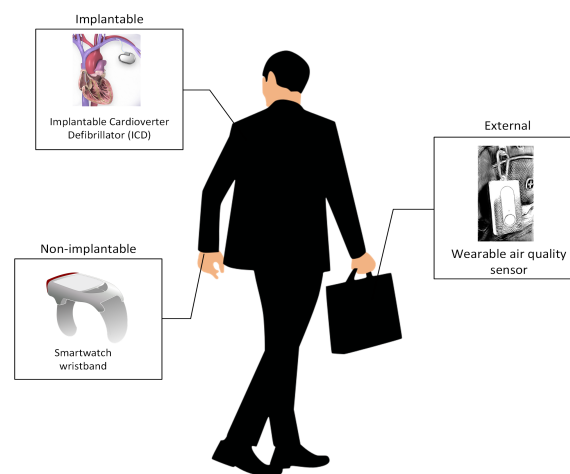 Implantable
Implantable Cardioverter
Defibrillator (ICD)
External
Wearable air quality
sensor
Non-implantable
Smartwatch
wristband